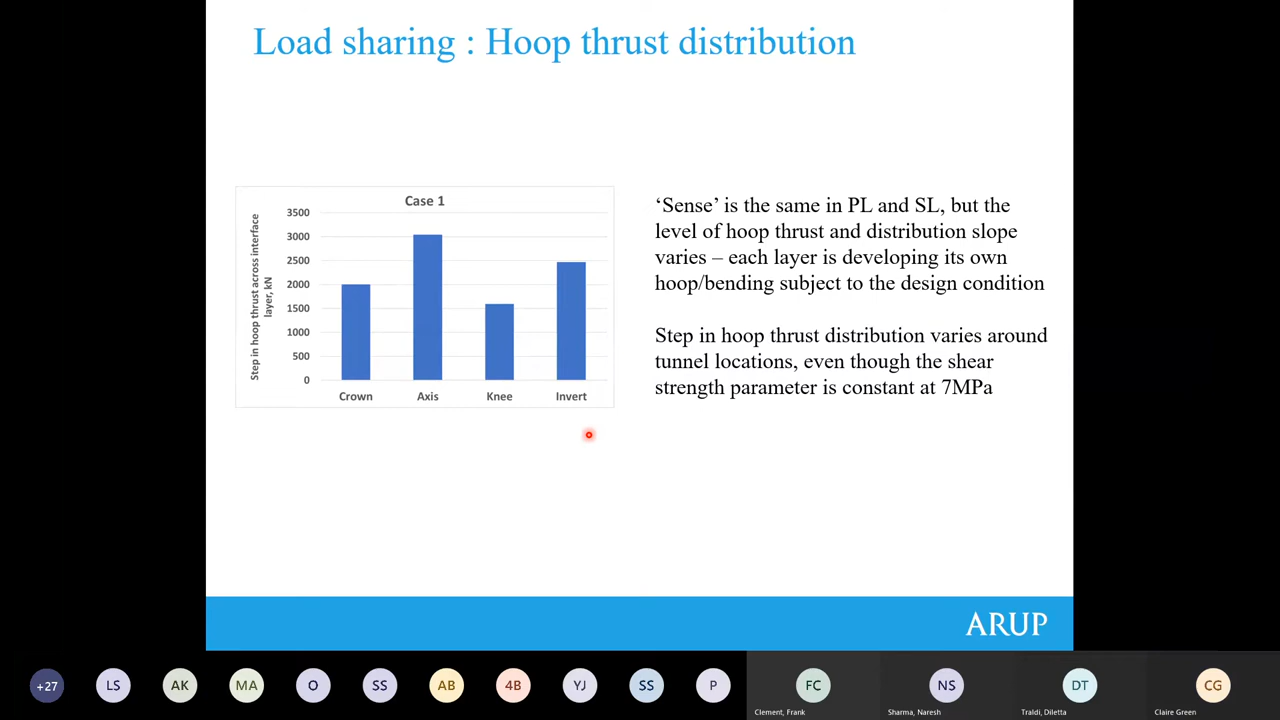 Load sharing : Hoop thrust distribution
Case 1
Step in hoop thrust across interface
layer, kN
3500
3000
2500
2000
1500
1000
500
0
Crown
Axis
Knee
Invert
‘Sense’ is the same in PL and SL, but the
level of hoop thrust and distribution slope
varies – each layer is developing its own
hoop/bending subject to the design condition
Step in hoop thrust distribution varies around
tunnel locations, even though the shear
strength parameter is constant at 7MPa
ARUP
+27
LS
AK
MA
O
SS
AB
4B
YJ
SS
P
FC
NS
DT
CG
Clement, Frank
Sharma, Naresh
Traldi, Diletta
Claire Green